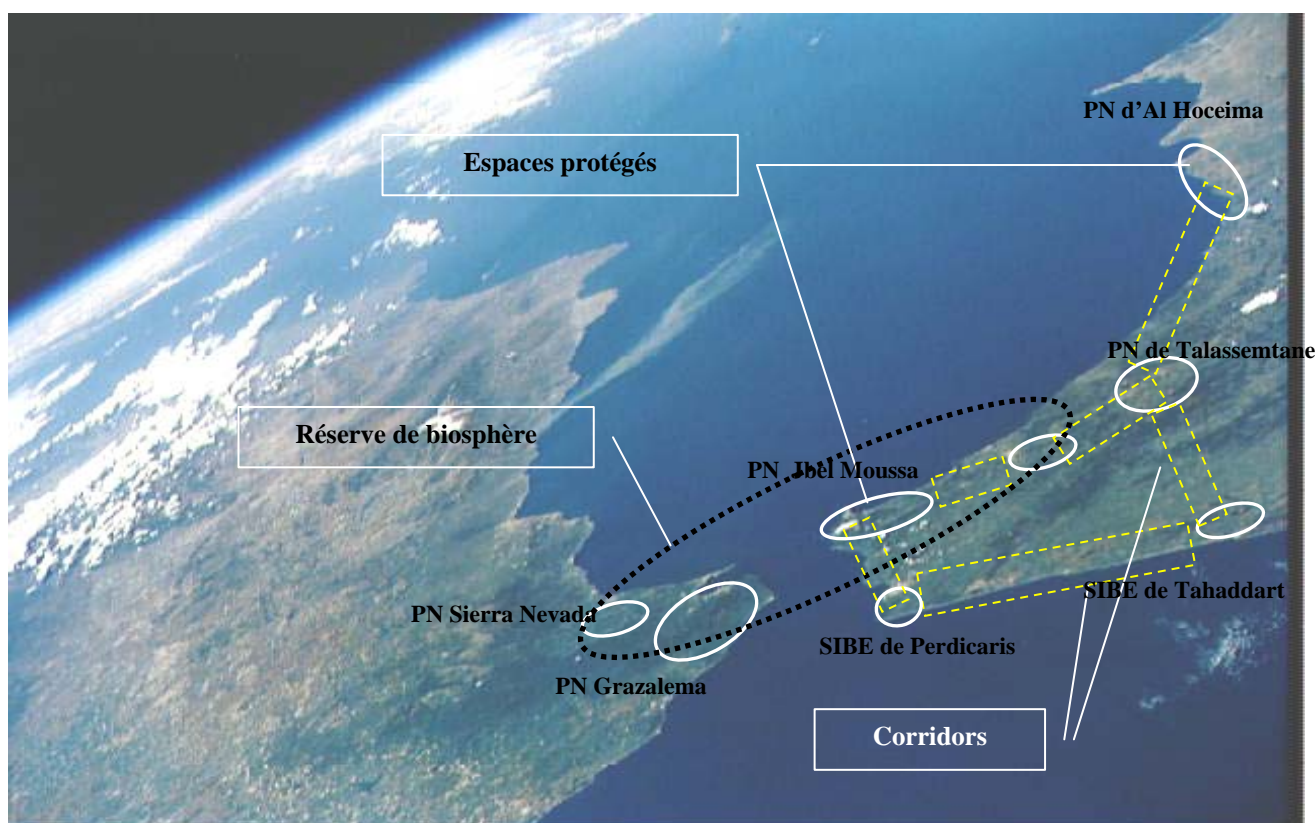 PN d'Al Hoceima
Espaces protégés
PN de Talassemtane
Réserve de biosphère
PN Jbel Moussa
PN Sierra Nevada
SIBE de Tahaddart
SIBE de Perdicaris
PN Grazalema
Corridors